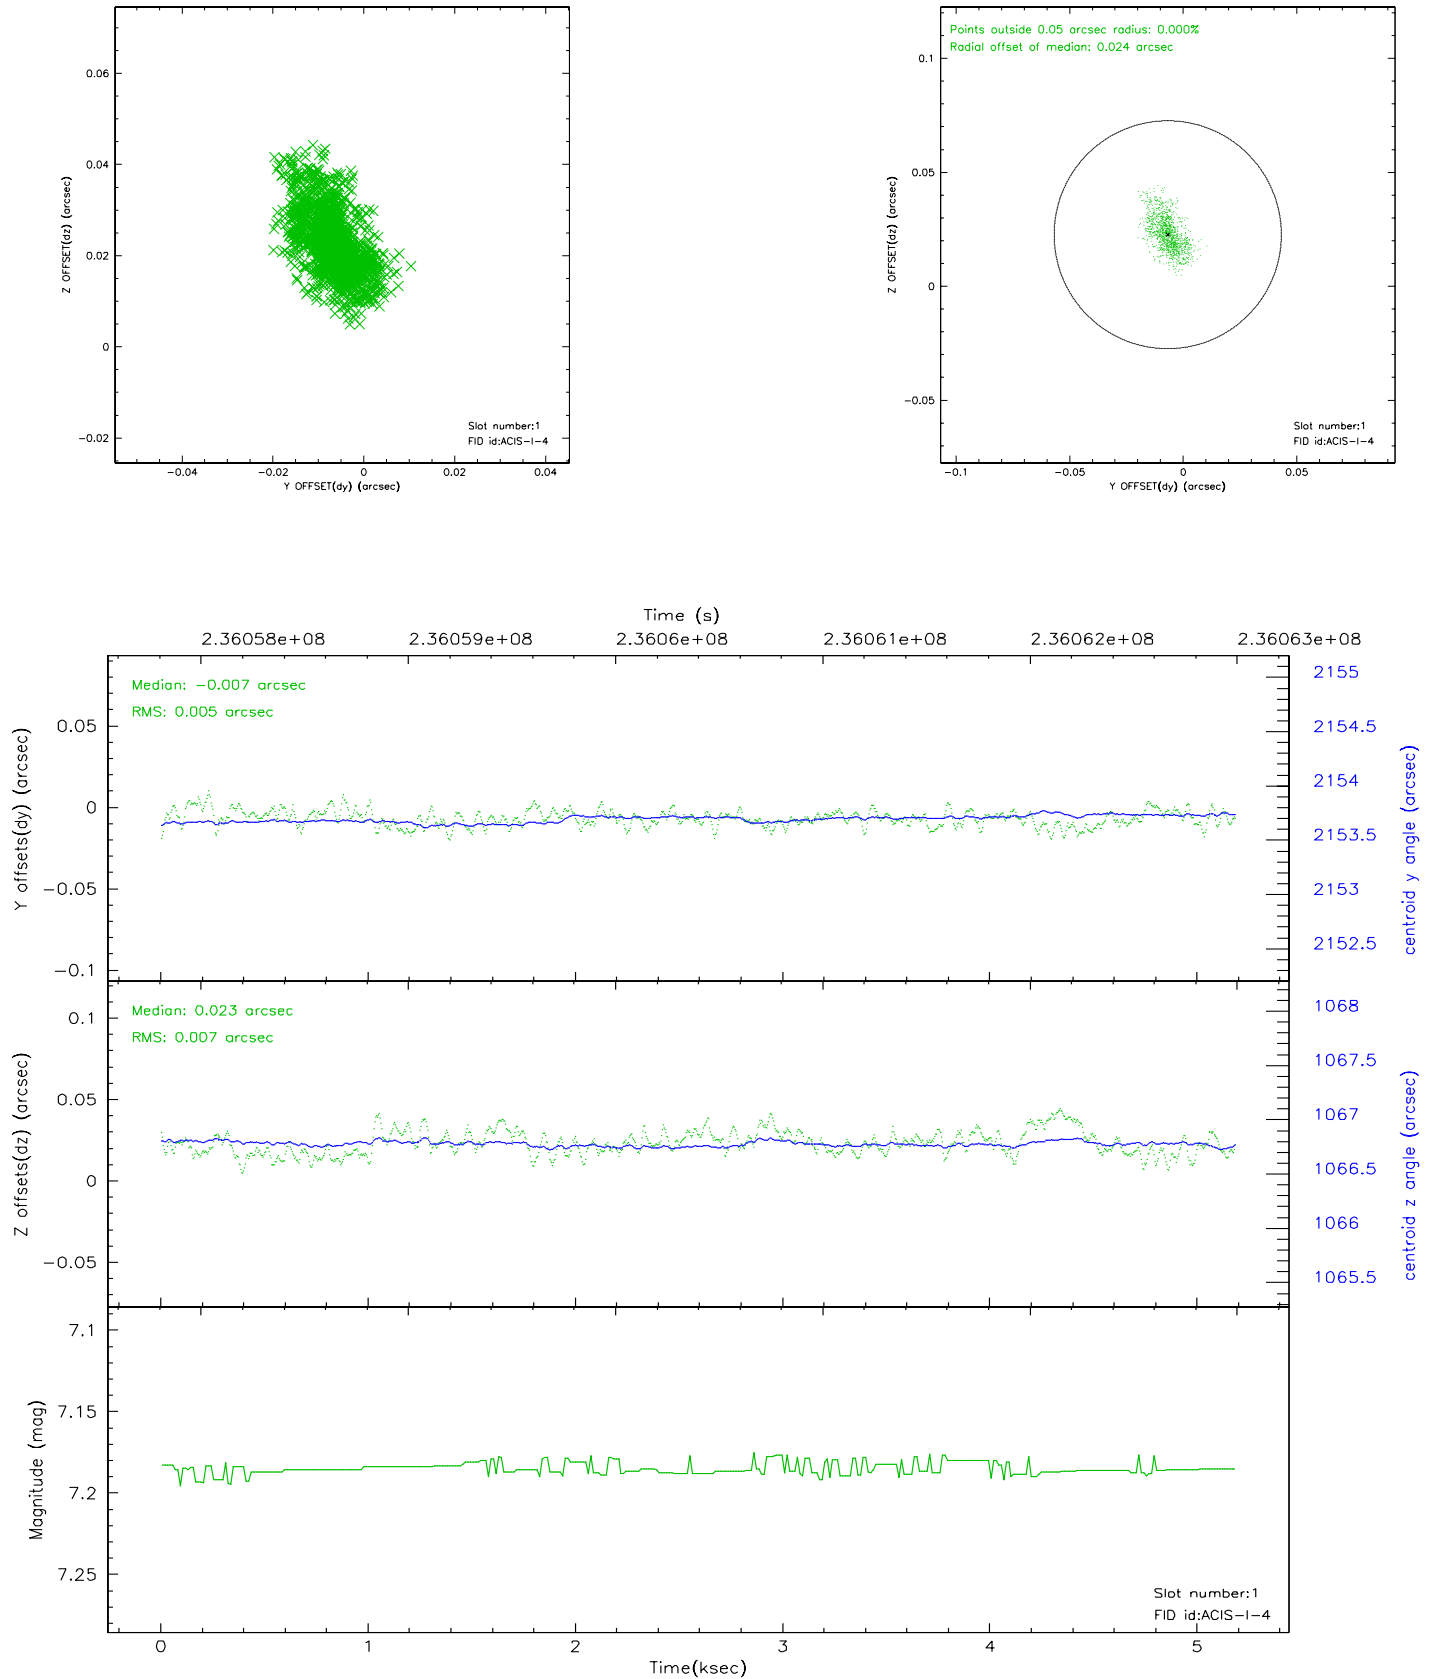 0.06
0.04
0.02
0
−0.02
Z OFFSET(dz) (arcsec)
−0.04
−0.02
0
0.02
0.04
Y OFFSET(dy) (arcsec)
Slot number:1
FID id:ACIS−I−4
Points outside 0.05 arcsec radius: 0.000%
Radial offset of median: 0.024 arcsec
0.1
0.05
0
−0.05
Z OFFSET(dz) (arcsec)
−0.1
−0.05
0
0.05
Y OFFSET(dy) (arcsec)
Slot number:1
FID id:ACIS−I−4
Time (s)
2.36058e+08
2.36059e+08
2.3606e+08
2.36061e+08
2.36062e+08
2.36063e+08
Median: −0.007 arcsec
RMS: 0.005 arcsec
0.05
0
−0.05
−0.1
Y offsets(dy) (arcsec)
2155
2154.5
2154
2153.5
2153
2152.5
centroid y angle (arcsec)
Median: 0.023 arcsec
RMS: 0.007 arcsec
0.1
0.05
0
−0.05
Z offsets(dz) (arcsec)
1068
1067.5
1067
1066.5
1066
1065.5
centroid z angle (arcsec)
7.1
7.15
7.2
7.25
Magnitude (mag)
Slot number:1
FID id:ACIS−I−4
0
1
2
3
4
5
Time(ksec)